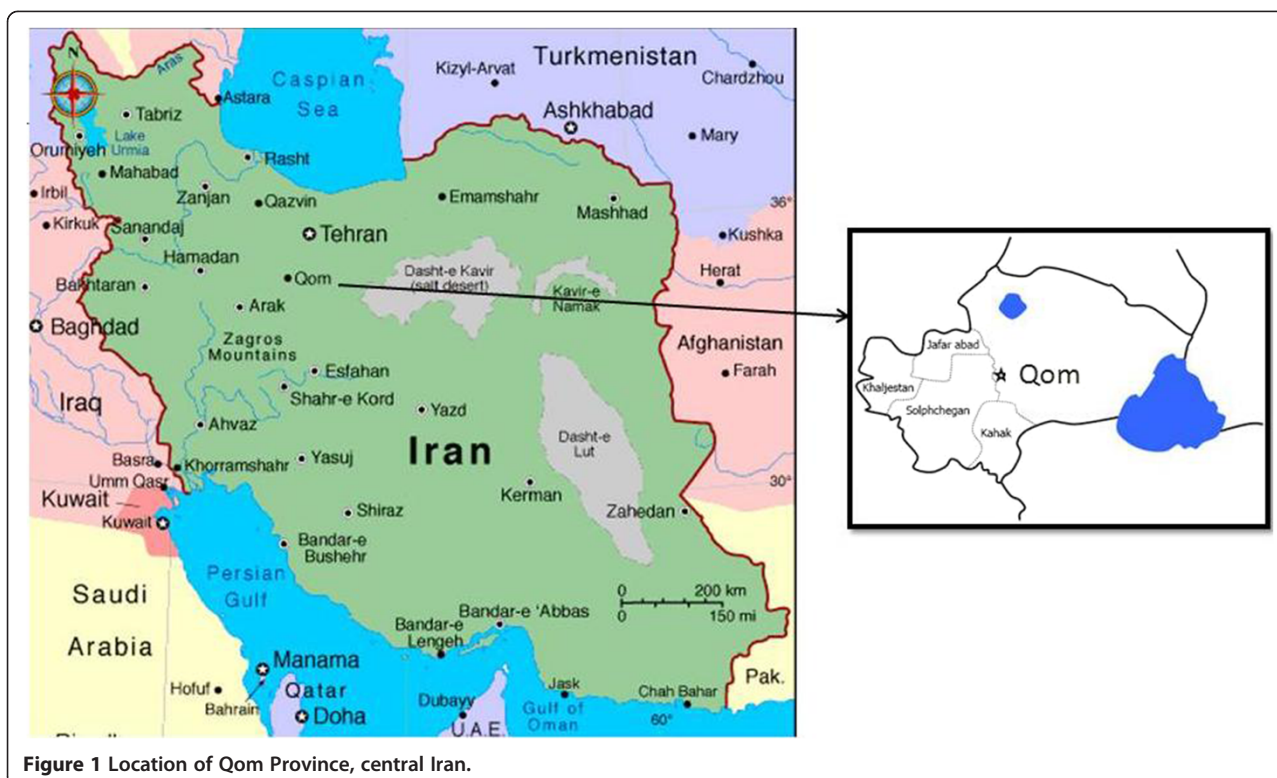 N
Aras
Caspian
Sea
Turkmenistan
Kizyl-Arvat
Chardzhou
Ashkhabad
Astara
Tabriz
Lake
Urmia
Orumiyeh
Mary
Rasht
Mahabad
Irbil
Zanjan
Qazvin
Emamshahr
Mashhad
36°
Kirkuk
Sanandaj
Tehran
Kushka
Hamadan
Herat
Bakhtaran
Qom
Dasht-e Kavir
(salt desert)
Kavir-e
Namak
Arak
Baghdad
Zagros
Mountains
Afghanistan
Esfahan
Farah
Shahr-e Kord
Iraq
Yazd
Ahvaz
Iran
Dasht-e
Lut
Basra
Khorramshahr
Yasuj
Umm Qasr
30°
Kuwait
Kerman
Kuwait
Shiraz
Zahedan
Bandar-e
Bushehr
Persian
Gulf
Saudi
Arabia
0 200 km
0 150 mi
Bandar-e 'Abbas
Bandar-e
Lengeh
Manama
Pak.
Hofuf
Qatar
Jask
Chah Bahar
Bahrain
Doha
Dubayy
Gulf of
Oman
60°
U.A.E.
Jafar abad
Qom
Khaljestan
Solphchegan
Kahak
Figure 1 Location of Qom Province, central Iran.